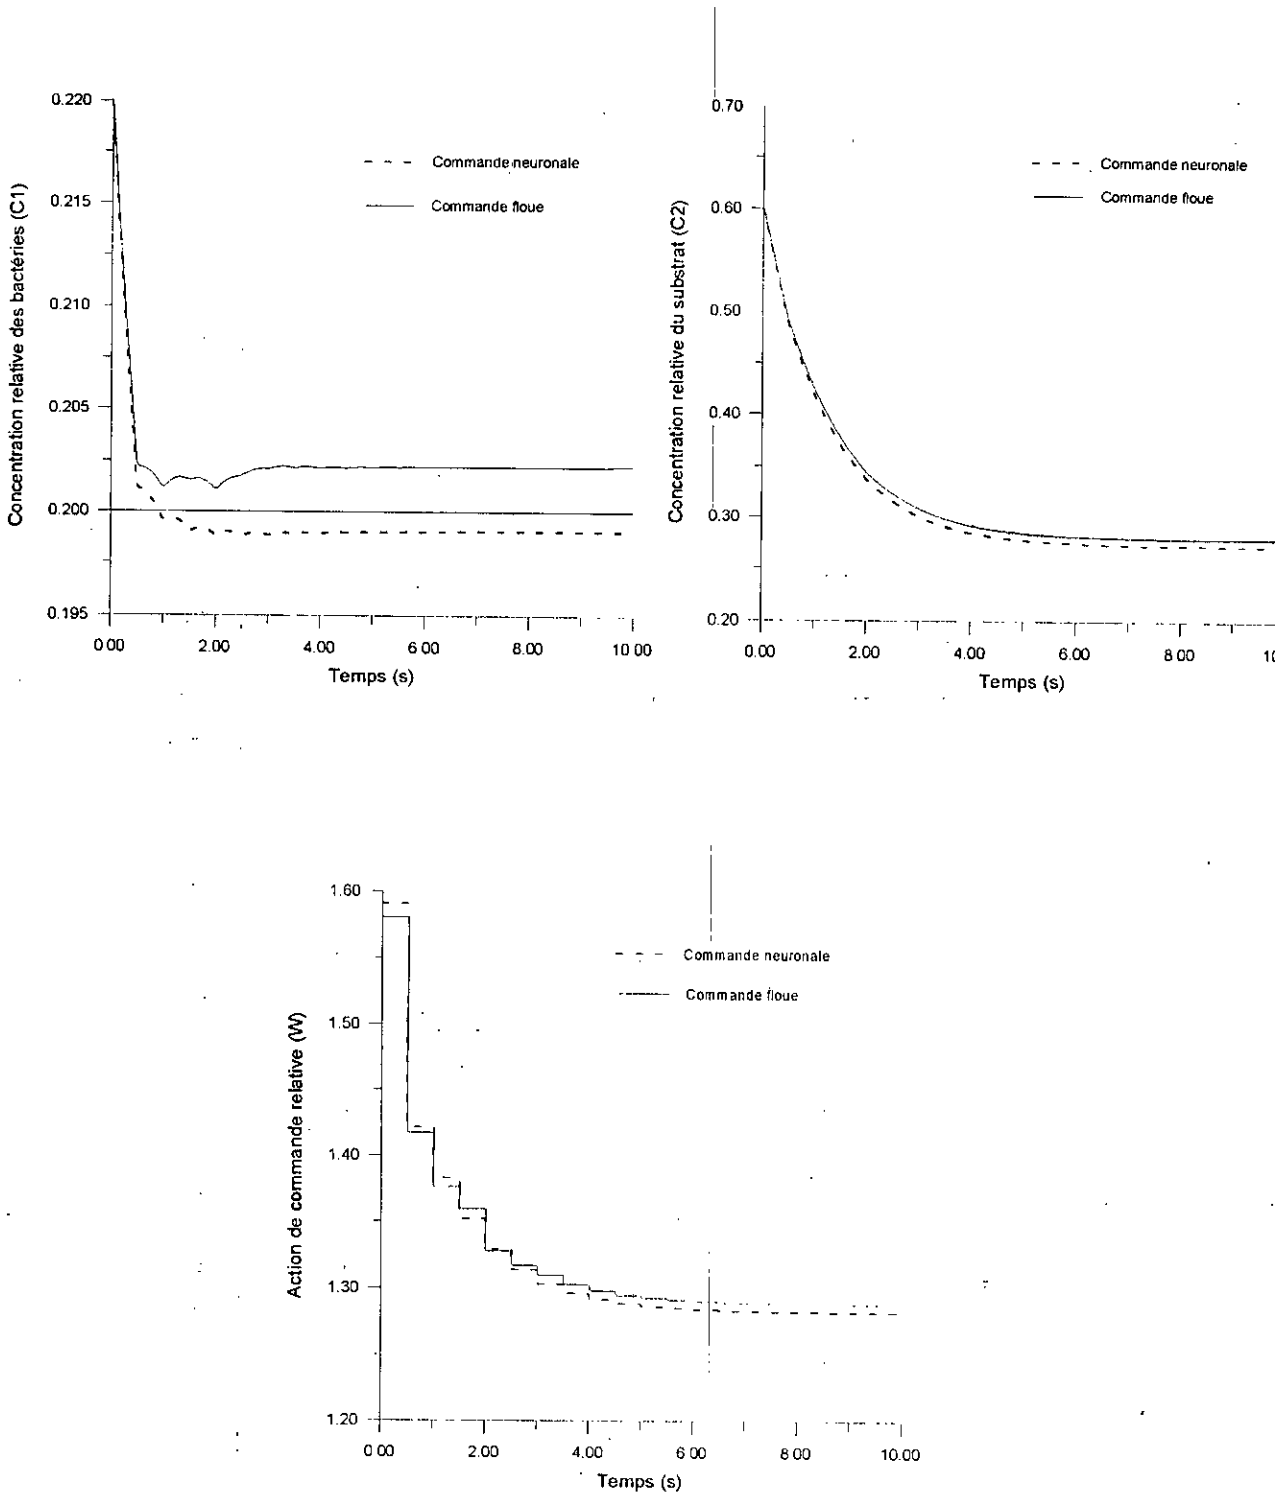 0.220
0.215
0.210
0.205
0.200
0.195
Concentration relative des bactéries (C1)
Commande neuronale
Commande floue
0.00
2.00
4.00
6.00
8.00
10.00
Temps (s)
0.70
0.60
0.50
0.40
0.30
0.20
Concentration relative du substrat (C2)
Commande neuronale
Commande floue
0.00
2.00
4.00
6.00
8.00
10
Temps (s)
1.60
1.50
1.40
1.30
1.20
Action de commande relative (W)
Commande neuronale
Commande floue
0.00
2.00
4.00
6.00
8.00
10.00
Temps (s)